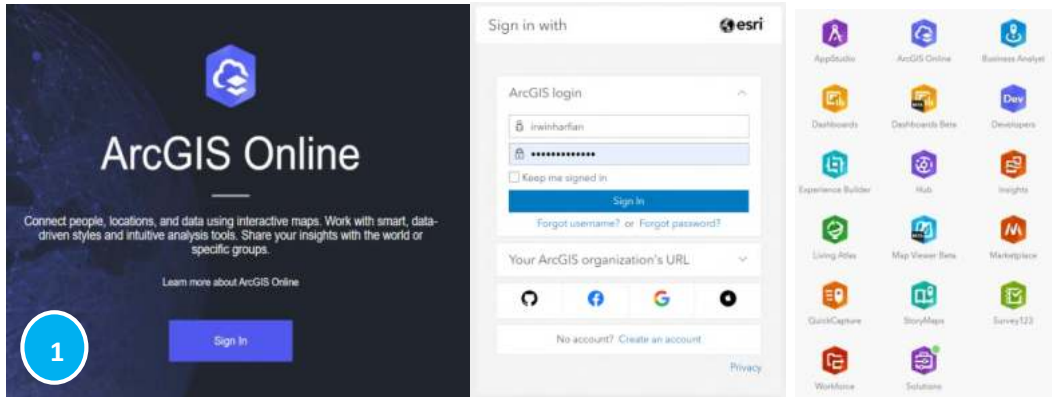 ArcGIS Online
Connect people, locations, and data using interactive maps. Work with smart, data-
driven styles and intuitive analysis tools. Share your insights with the world or
specific groups.
Learn more about ArcGIS Online
Sign In
1
Sign in with
esri
ArcGIS login
irwinharfian
Keep me signed in
Sign In
Forgot username? or Forgot password?
Your ArcGIS organization's URL
No account? Create an account
Privacy
AppStudio ArcGIS Online Business Analyst
Dashboards Dashboards Beta Developers
Dev
Experience Builder Hub Insights
Living Atlas Map Viewer Beta Marketplace
QuickCapture StoryMaps Survey123
Workforce Solutions